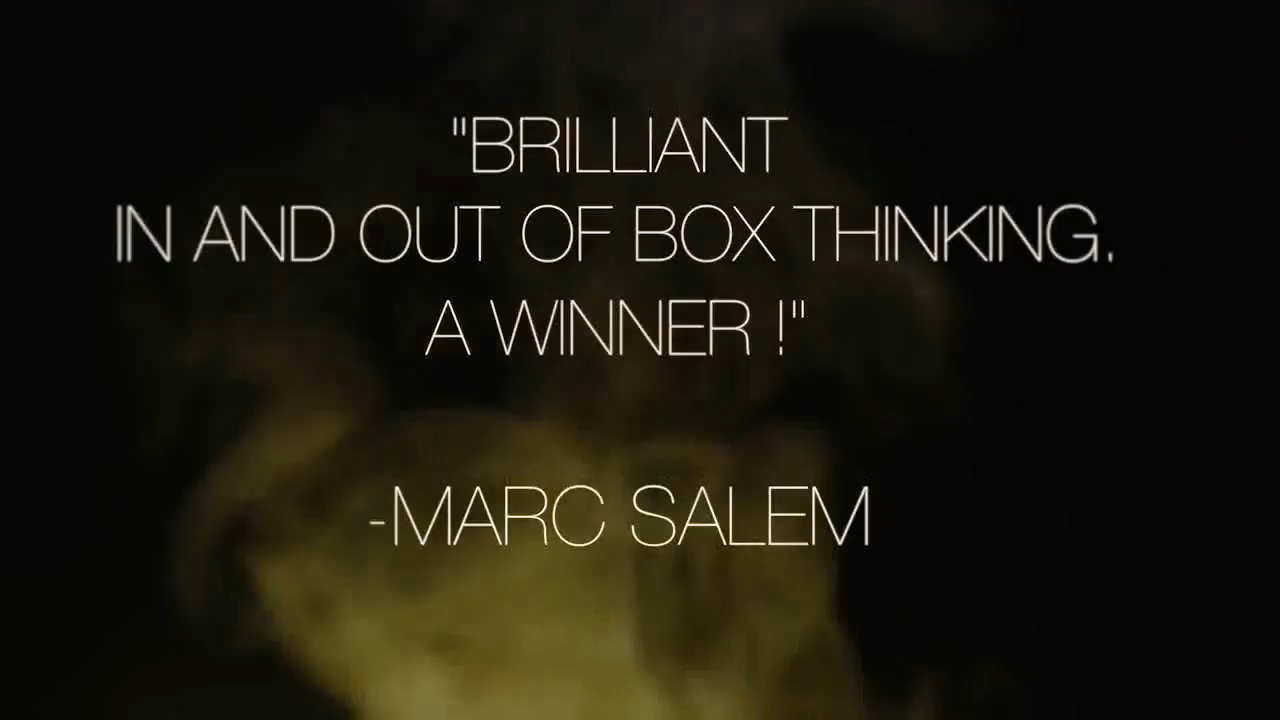 "BRILLIANT
IN AND OUT OF BOX THINKING.
A WINNER !"
-MARC SALEM